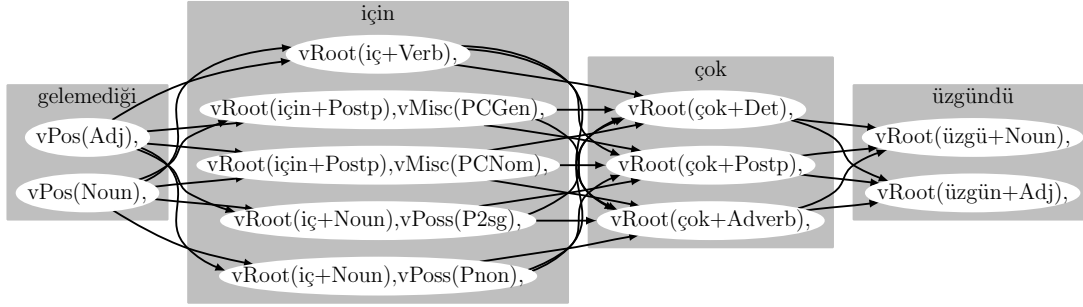 gelemediği
vPos(Adj),
vPos(Noun),
için
vRoot(iç+Verb),
vRoot(için+Postp),vMisc(PCGen),
vRoot(için+Postp),vMisc(PCNom),
vRoot(iç+Noun),vPoss(P2sg),
vRoot(iç+Noun),vPoss(Pnon),
çok
vRoot(çok+Det),
vRoot(çok+Postp),
vRoot(çok+Adverb),
üzgündü
vRoot(üzgü+Noun),
vRoot(üzgün+Adj),